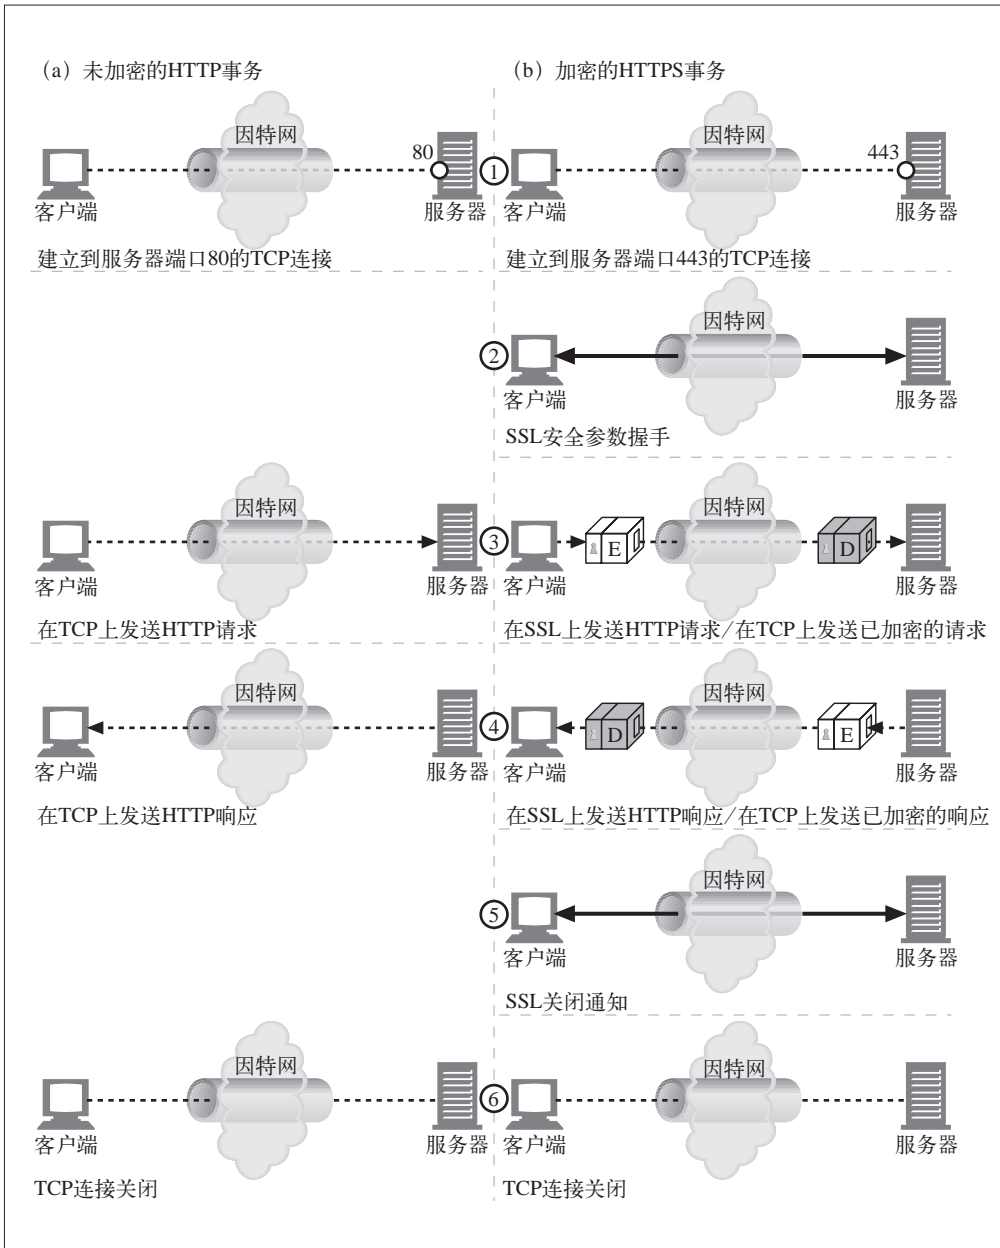 (a) 未加密的HTTP事务
(b) 加密的HTTPS事务
因特网
80
客户端
服务器
建立到服务器端口80的TCP连接
1
因特网
443
客户端
服务器
建立到服务器端口443的TCP连接
2
因特网
客户端
服务器
SSL安全参数握手
因特网
客户端
服务器
在TCP上发送HTTP请求
3
因特网
E
D
客户端
服务器
在SSL上发送HTTP请求/在TCP上发送已加密的请求
因特网
客户端
服务器
在TCP上发送HTTP响应
4
因特网
D
E
客户端
服务器
在SSL上发送HTTP响应/在TCP上发送已加密的响应
5
因特网
客户端
服务器
SSL关闭通知
因特网
客户端
服务器
TCP连接关闭
6
因特网
客户端
服务器
TCP连接关闭